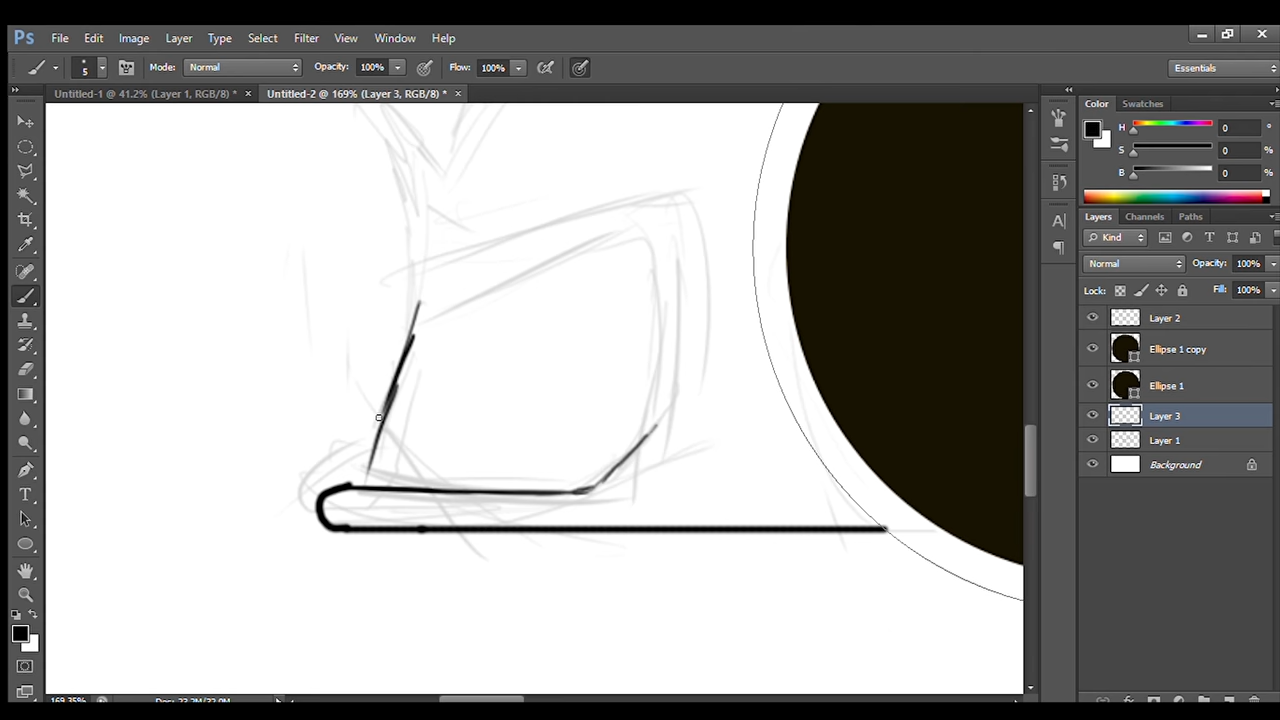 Ps File Edit Image Layer Type Select Filter View Window Help
5 Mode: Normal Opacity: 100% Flow: 100% Essentials
Untitled-1 @ 41.2% (Layer 1, RGB/8) * × Untitled-2 @ 169% (Layer 3, RGB/8) * ×
Color Swatches
H 0 °
S 0 %
B 0 %
Layers Channels Paths
Kind
Normal Opacity: 100%
Lock: Fill: 100%
Layer 2
Ellipse 1 copy
Ellipse 1
Layer 3
Layer 1
Background
169.35%